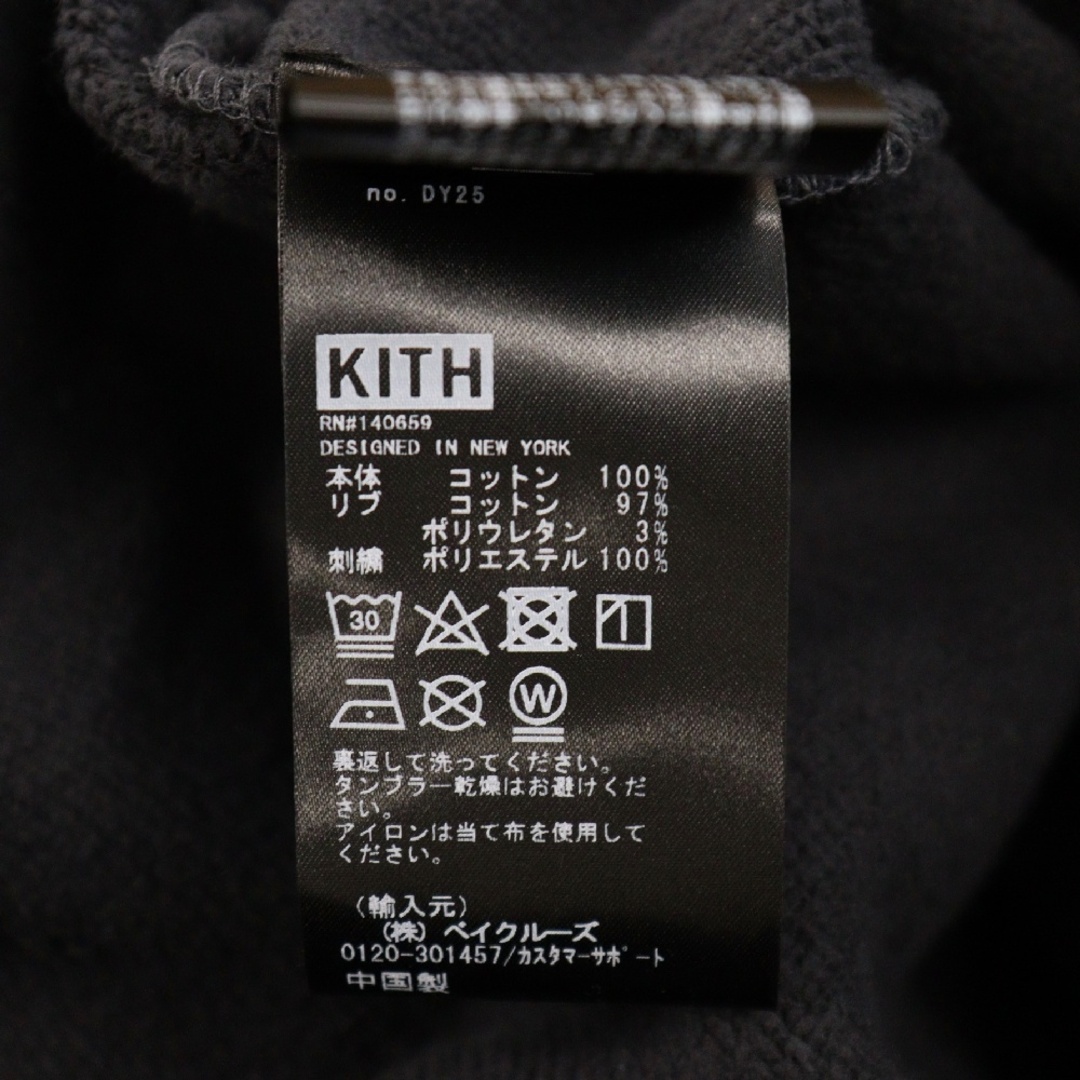 no. DY25
KITH
RN#140659
DESIGNED IN NEW YORK
本体 コットン 100%
リブ コットン 97%
ポリウレタン 3%
刺繍 ポリエステル 100%
30
W
裏返して洗ってください。
タンブラー乾燥はお避けくだ
さい。
アイロンは当て布を使用して
ください。
(輸入元)
(株) ベイクルーズ
0120-301457/カスタマーサポート
中国製